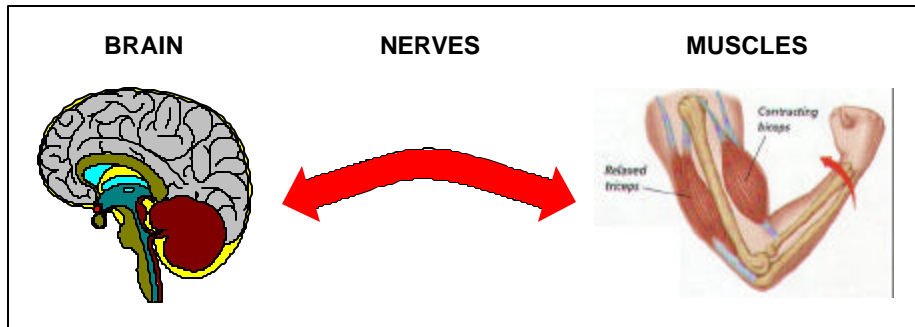 BRAIN
NERVES
MUSCLES
Contracting
biceps
Relaxed
triceps